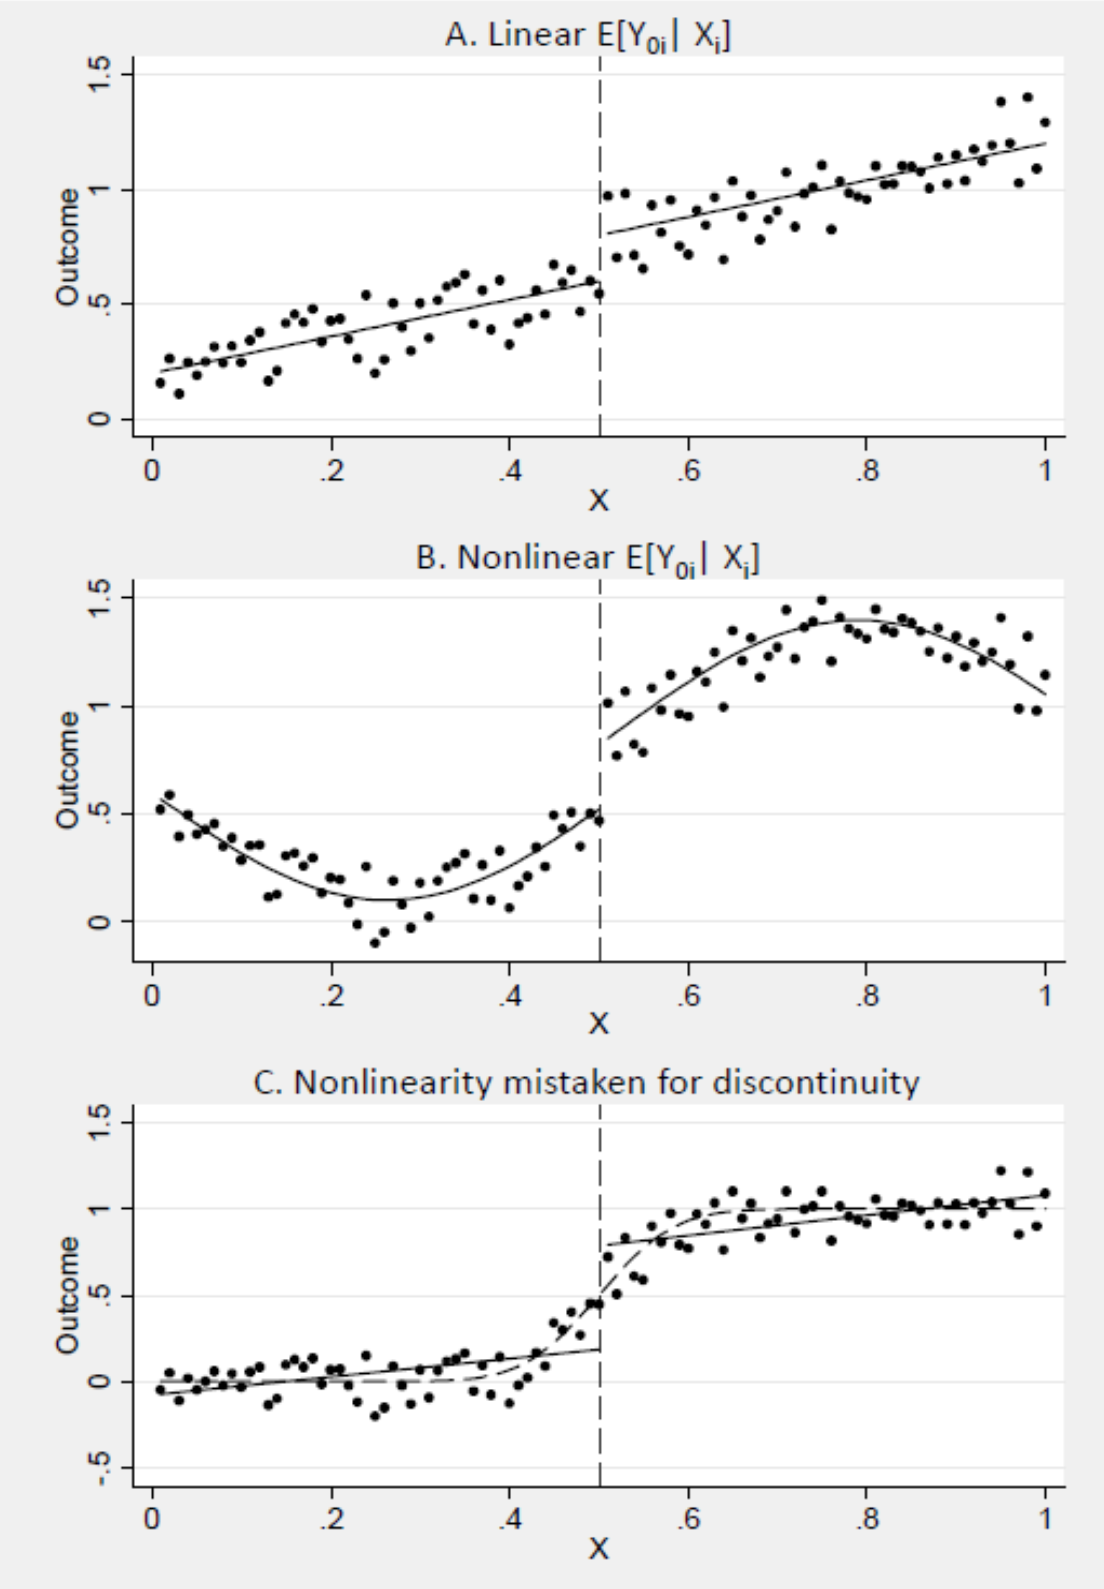 A. Linear E[Y₀ᵢ| Xᵢ]
1.5
1
.5
0
Outcome
0 .2 .4 .6 .8 1
X
B. Nonlinear E[Y₀ᵢ| Xᵢ]
1.5
1
.5
0
Outcome
0 .2 .4 .6 .8 1
X
C. Nonlinearity mistaken for discontinuity
1.5
1
.5
0
-.5
Outcome
0 .2 .4 .6 .8 1
X